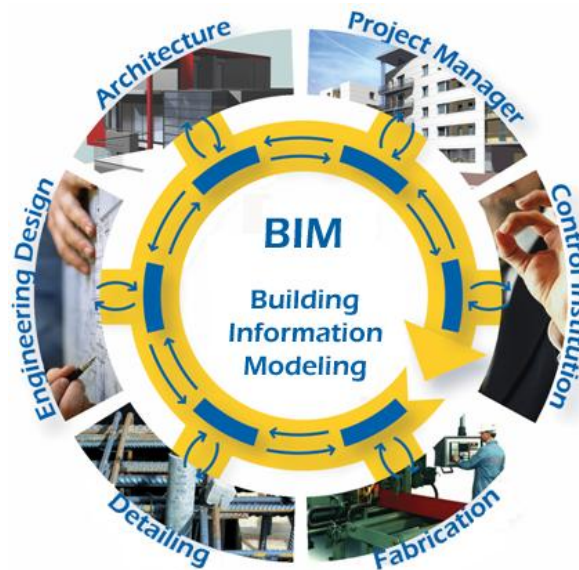 Architecture
Project Manager
Control Institution
Fabrication
Detailing
Engineering Design
BIM
Building
Information
Modeling